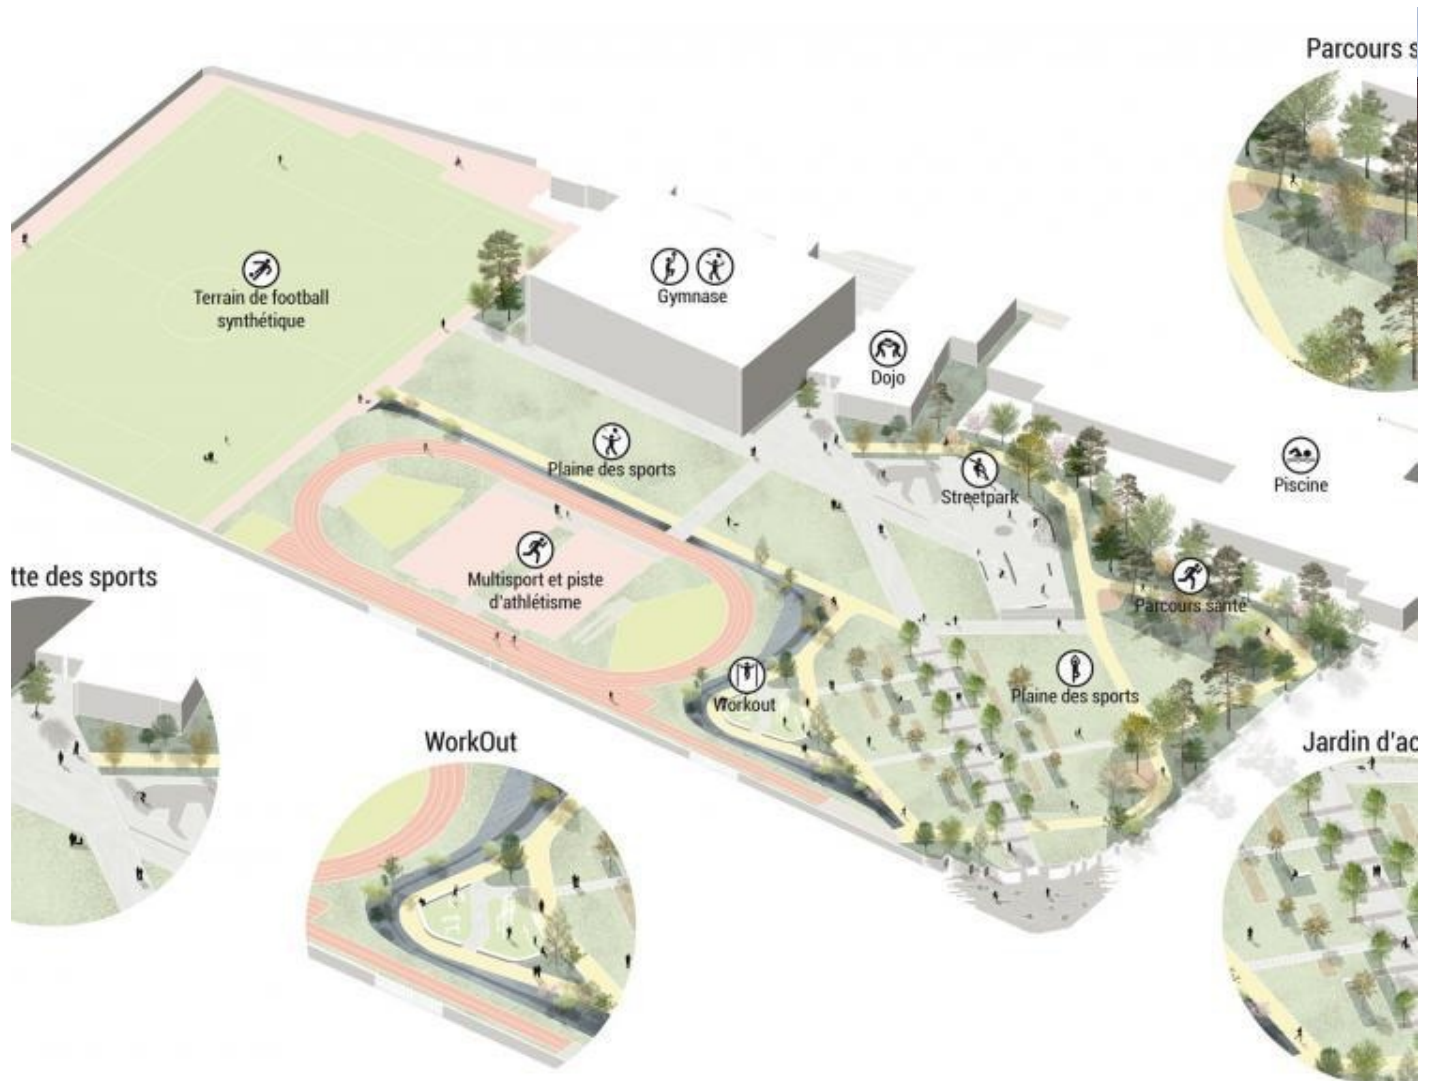 Parcours s
Terrain de football
synthétique
Gymnase
Dojo
Plaine des sports
Streetpark
Piscine
Multisport et piste
d'athlétisme
tte des sports
Parcours santé
Plaine des sports
Workout
WorkOut
Jardin d'ac